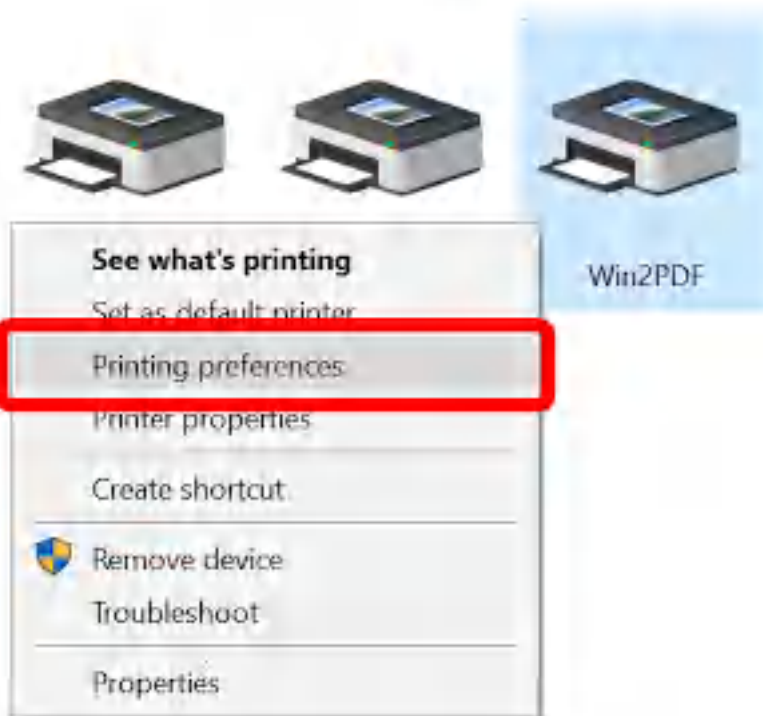 See what's printing
Win2PDF
Set as default printer
Printing preferences
Printer properties
Create shortcut
Remove device
Troubleshoot
Properties